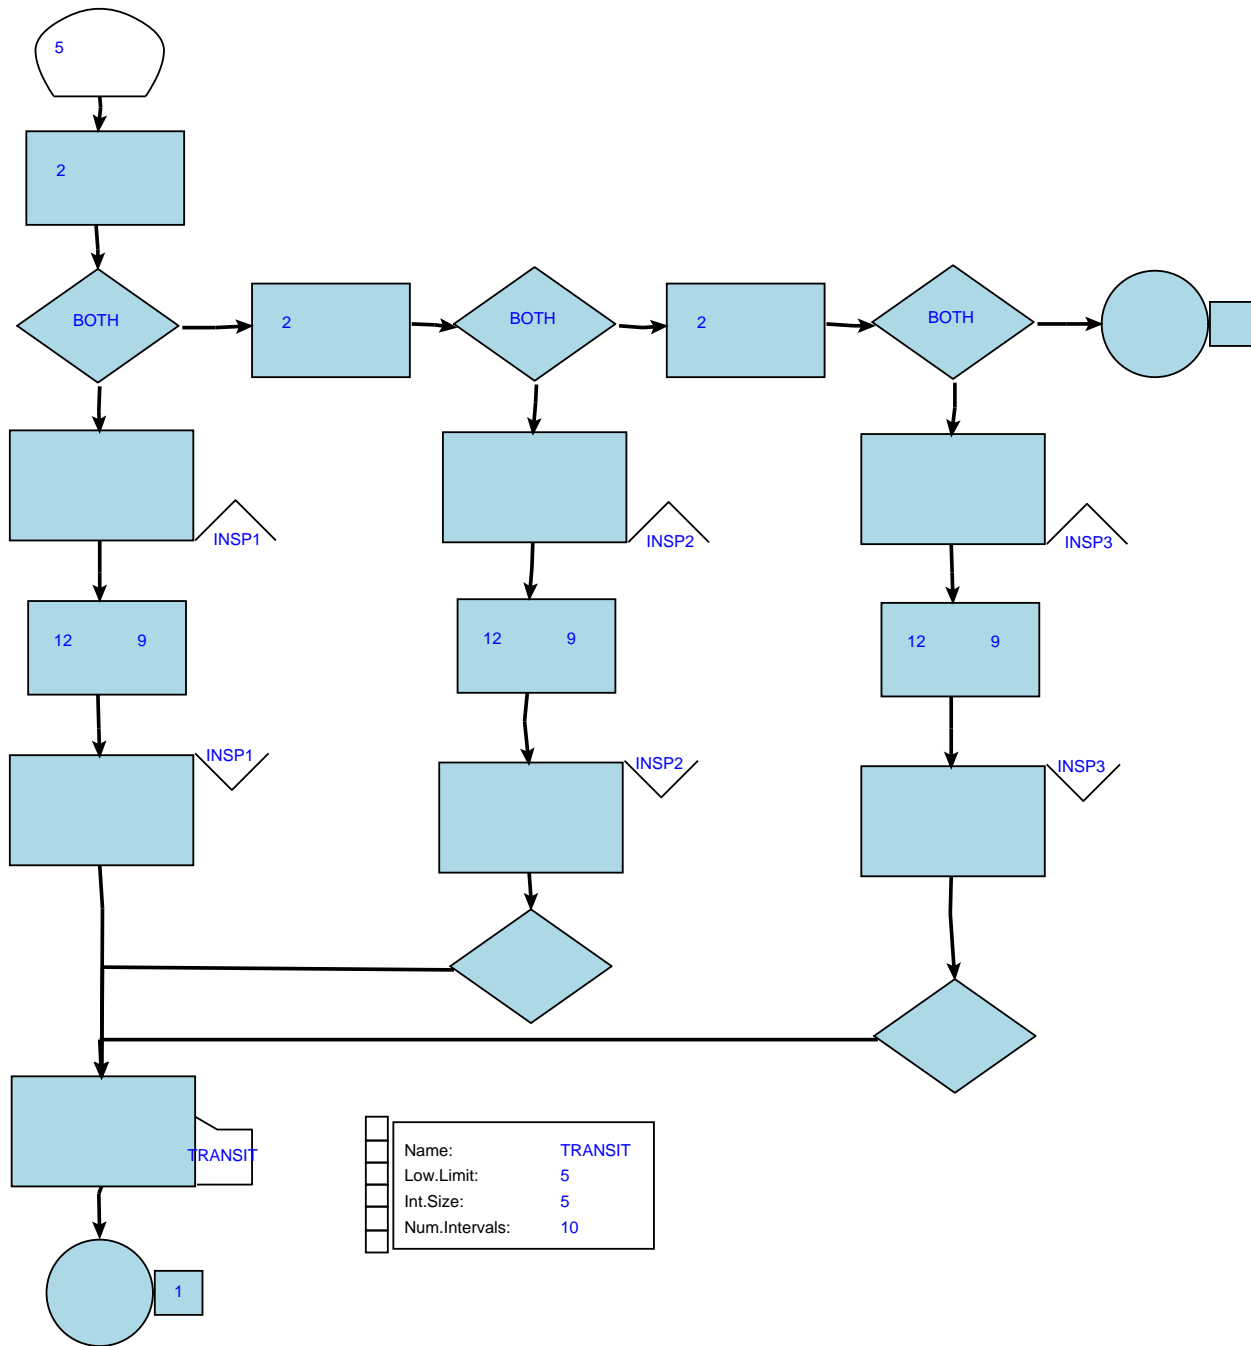 5
2
BOTH
2
BOTH
2
BOTH
INSP1
INSP2
INSP3
12 9
12 9
12 9
INSP1
INSP2
INSP3
TRANSIT
Name: TRANSIT
Low.Limit: 5
Int.Size: 5
Num.Intervals: 10
1